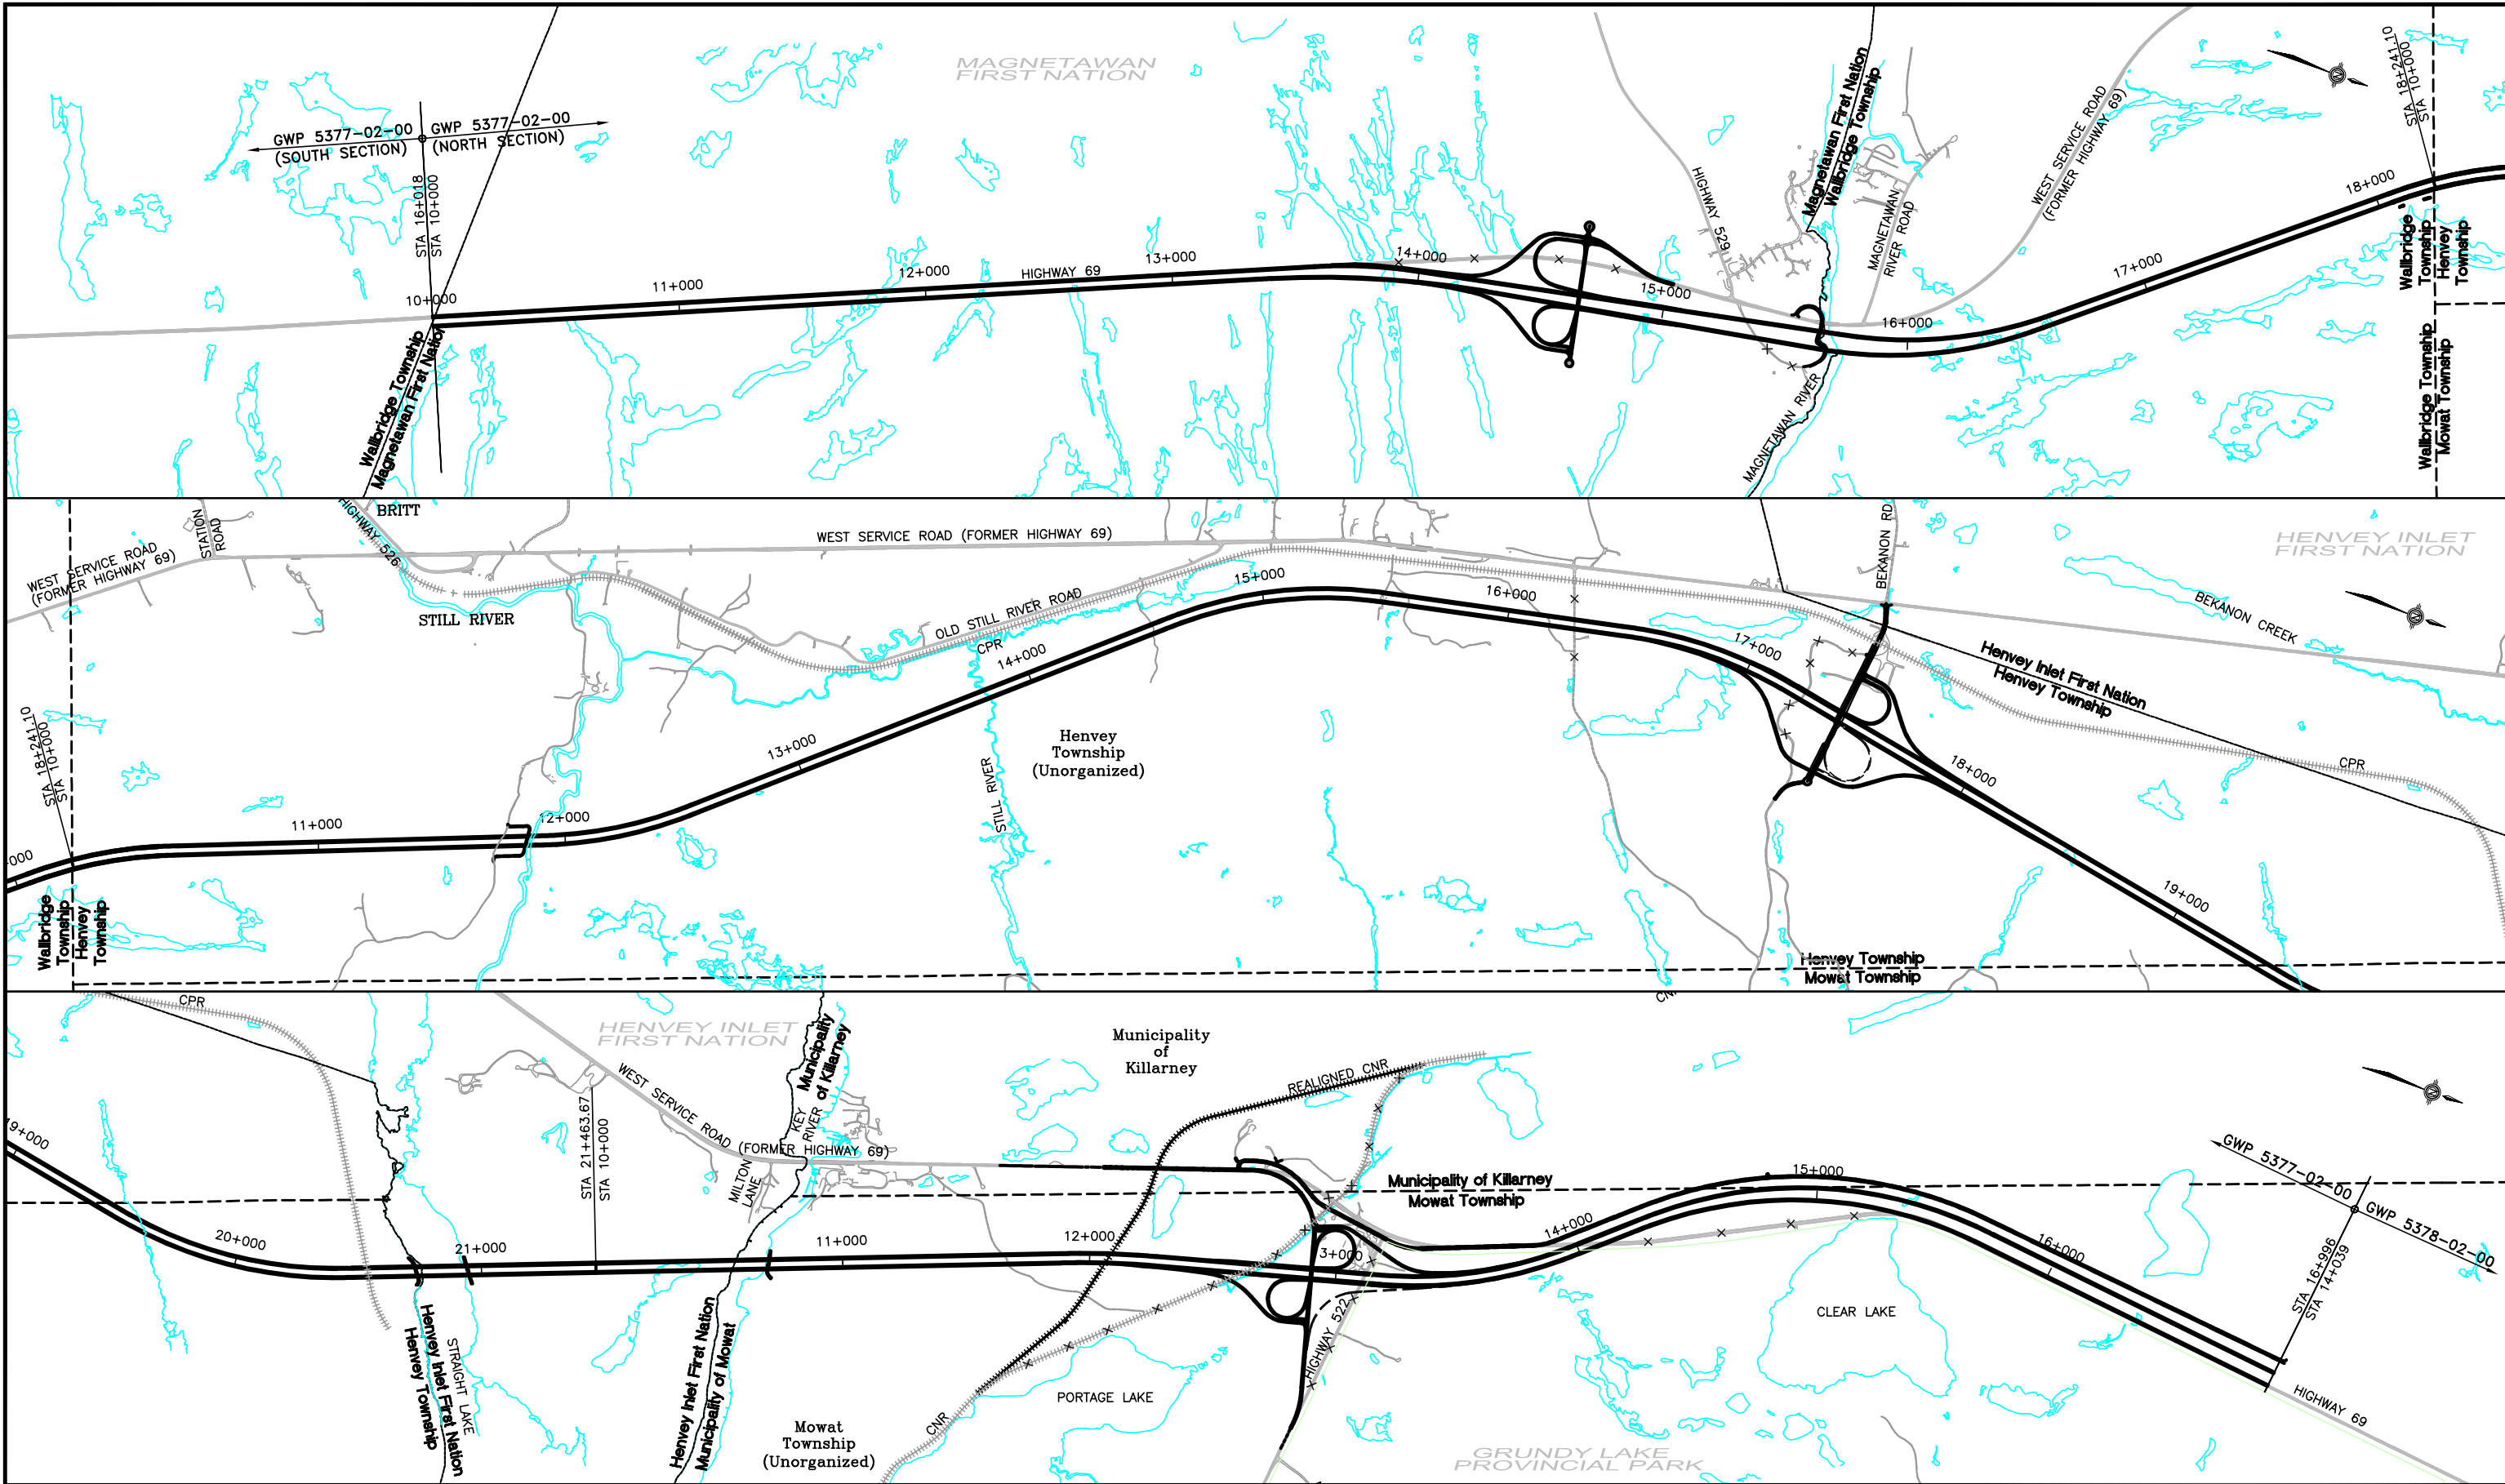 MAGNETAWAN
FIRST NATION
GWP 5377-02-00
(SOUTH SECTION)
GWP 5377-02-00
(NORTH SECTION)
STA 16+018
STA 10+000
10+000
11+000
12+000
HIGHWAY 69
13+000
14+000
15+000
16+000
17+000
18+000
Wallbridge Township
Magnetawan First Nation
HIGHWAY 529
Magnetawan First Nation
Wallbridge Township
MAGNETAWAN
RIVER ROAD
MAGNETAWAN RIVER
WEST SERVICE ROAD
(FORMER HIGHWAY 69)
STA 18+241.10
STA 10+000
Wallbridge
Township
Henvey
Township
Wallbridge Township
Mowat Township
WEST SERVICE ROAD
(FORMER HIGHWAY 69)
STATION
ROAD
HIGHWAY 526
BRITT
STILL RIVER
WEST SERVICE ROAD (FORMER HIGHWAY 69)
OLD STILL RIVER ROAD
CPR
STA 18+241.10
STA 10+000
11+000
12+000
13+000
14+000
15+000
16+000
17+000
18+000
19+000
STILL RIVER
Henvey
Township
(Unorganized)
BEKANON RD
HENVEY INLET
FIRST NATION
BEKANON CREEK
Henvey Inlet First Nation
Henvey Township
CPR
Wallbridge
Township
Henvey
Township
Henvey Township
Mowat Township
CPR
HENVEY INLET
FIRST NATION
WEST SERVICE ROAD (FORMER HIGHWAY 69)
STA 21+463.67
STA 10+000
MILTON
LANE
KEY
RIVER
Municipality
of Killarney
Municipality
of
Killarney
REALIGNED CNR
Municipality of Killarney
Mowat Township
19+000
20+000
21+000
11+000
12+000
3+000
14+000
15+000
16+000
Henvey Inlet First Nation
Henvey Township
STRAIGHT LAKE
Henvey Inlet First Nation
Municipality of Mowat
Mowat
Township
(Unorganized)
CNR
PORTAGE LAKE
HIGHWAY 522
CLEAR LAKE
GRUNDY LAKE
PROVINCIAL PARK
GWP 5377-02-00
GWP 5378-02-00
STA 16+996
STA 14+039
HIGHWAY 69